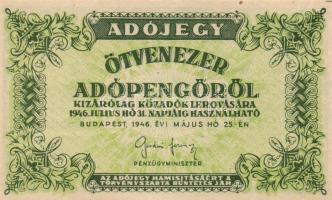 ADÓJEGY
ÖTVENEZER
ADÓPENGŐRŐL
KIZÁRÓLAG KÖZADÓK LEROVÁSÁRA
1946. JULIUS HÓ 31. NAPJÁIG HASZNÁLHATÓ
BUDAPEST, 1946. ÉVI MÁJUS HÓ 25-ÉN
PÉNZÜGYMINISZTER
AZ ADÓJEGY HAMISITÁSÁÉRT A
TÖRVÉNYSZABTA BÜNTETÉS JÁR